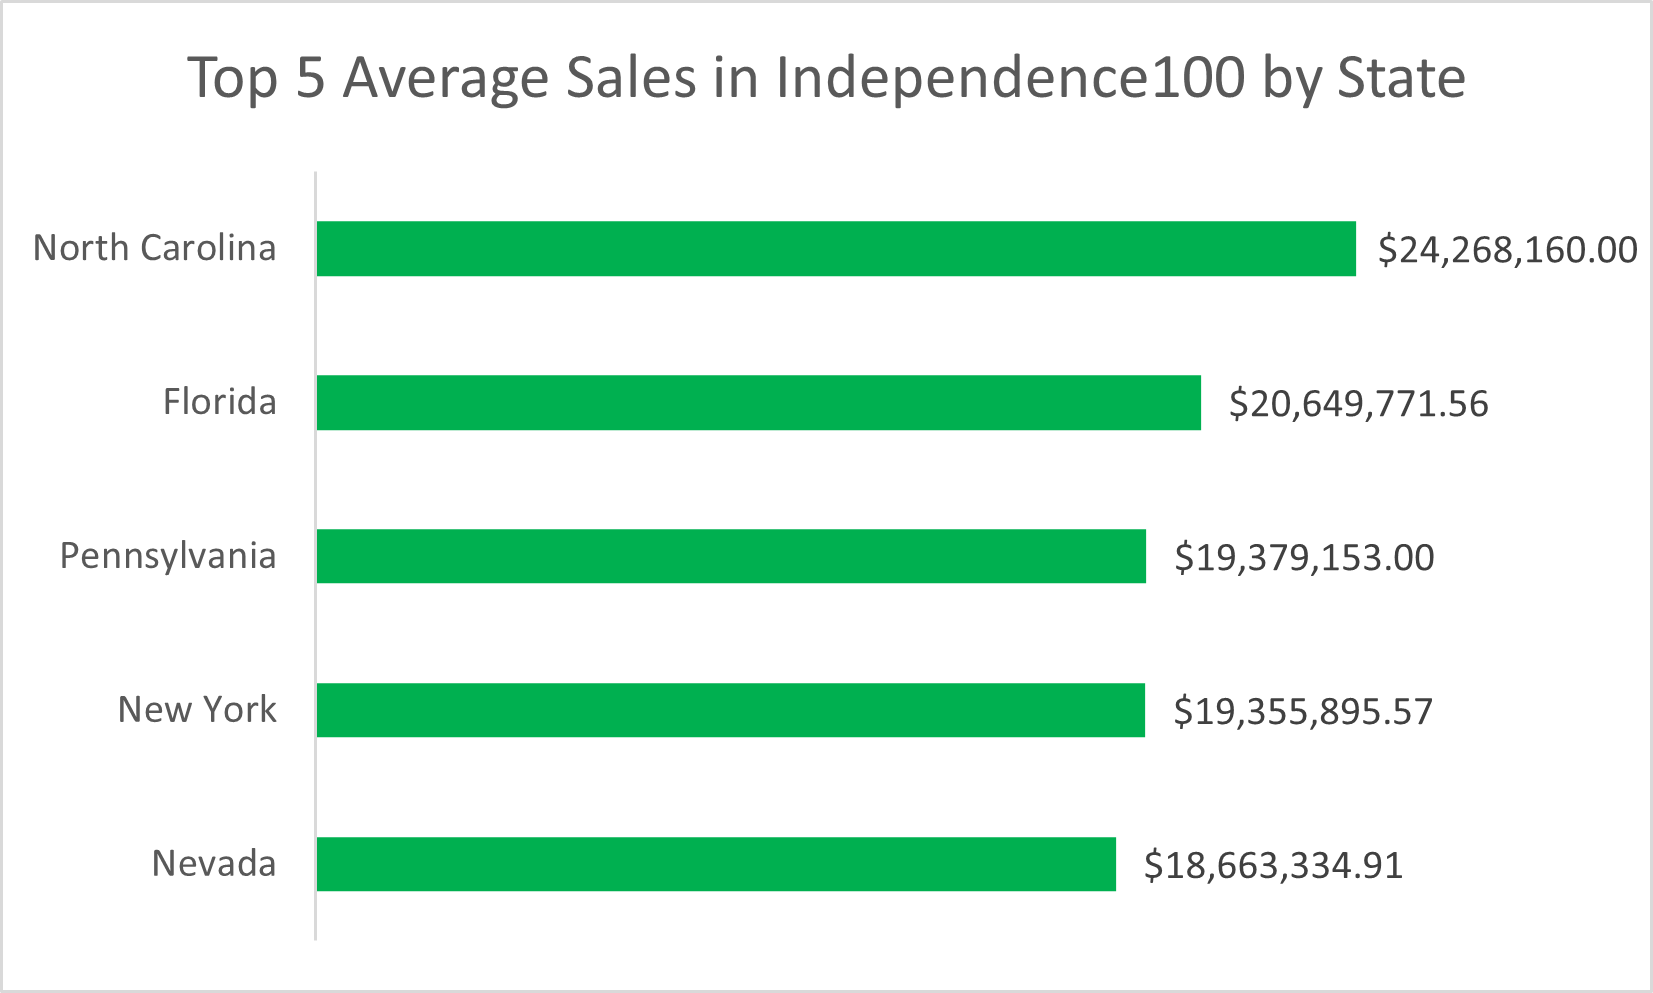 Top 5 Average Sales in Independence100 by State
North Carolina $24,268,160.00
Florida $20,649,771.56
Pennsylvania $19,379,153.00
New York $19,355,895.57
Nevada $18,663,334.91